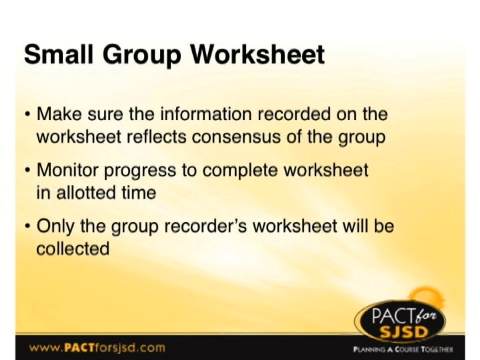 Small Group Worksheet
• Make sure the information recorded on the
worksheet reflects consensus of the group
• Monitor progress to complete worksheet
in allotted time
• Only the group recorder's worksheet will be
collected
PACT for
SJSD
www.PACTforsjsd.com
PLANNING A COURSE TOGETHER